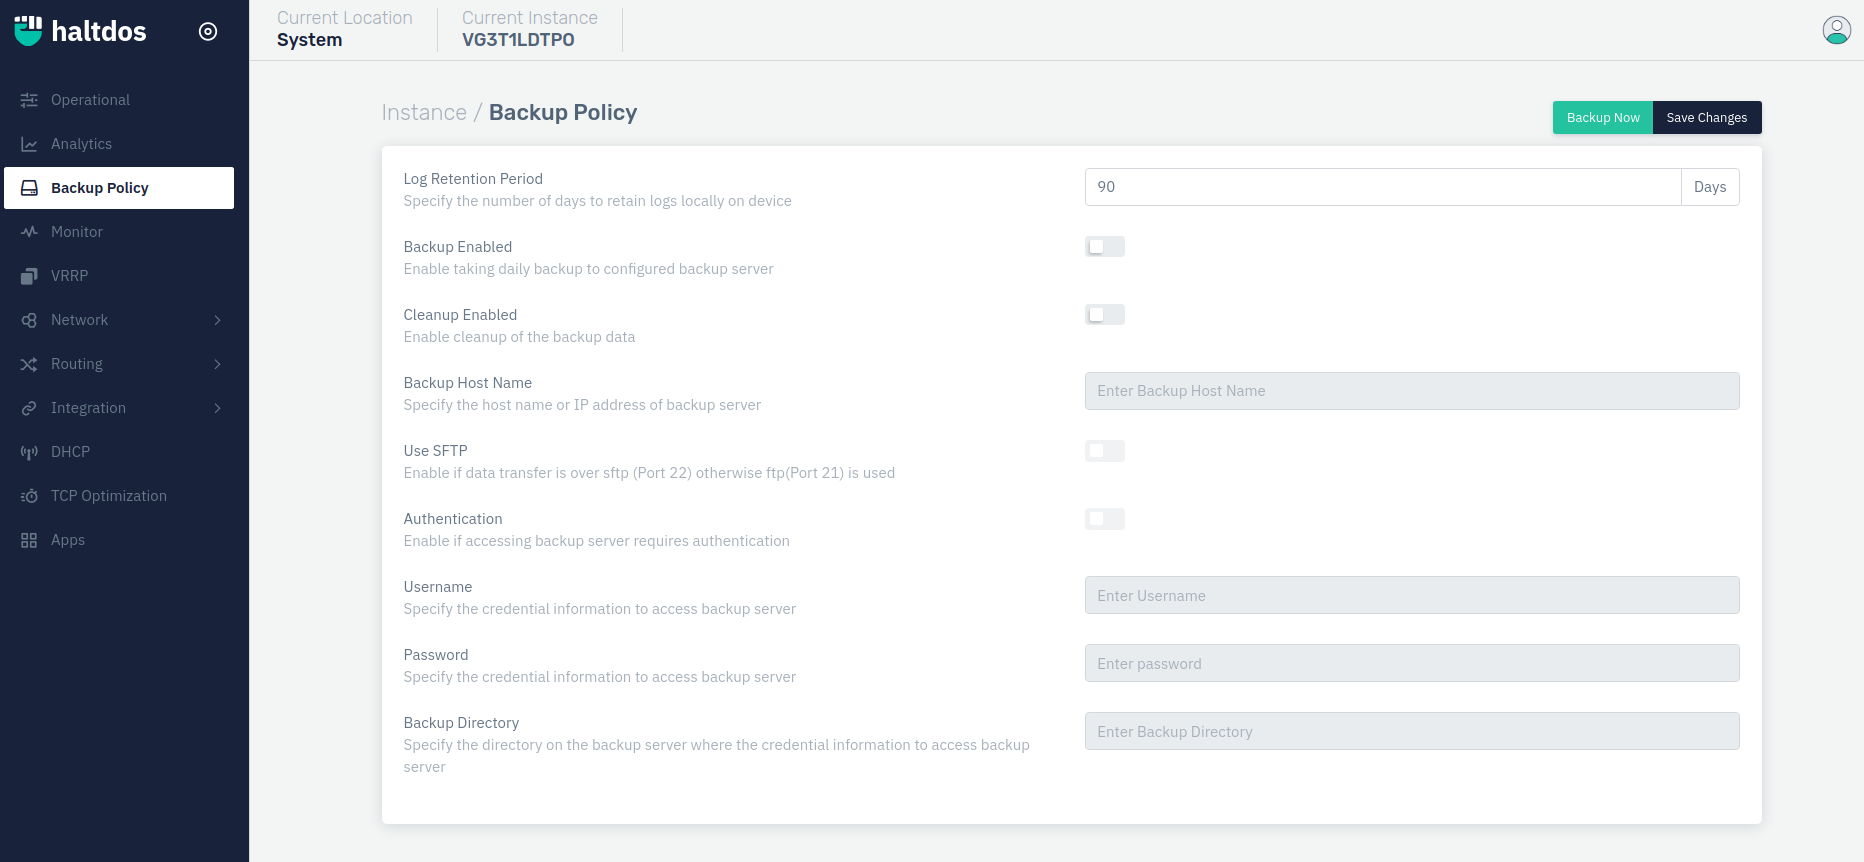 haltdos
Operational
Analytics
Backup Policy
Monitor
VRRP
Network
Routing
Integration
DHCP
TCP Optimization
Apps
Current Location
System
Current Instance
VG3T1LDTPO
Instance / Backup Policy
Backup Now
Save Changes
Log Retention Period
Specify the number of days to retain logs locally on device
90
Days
Backup Enabled
Enable taking daily backup to configured backup server
Cleanup Enabled
Enable cleanup of the backup data
Backup Host Name
Specify the host name or IP address of backup server
Enter Backup Host Name
Use SFTP
Enable if data transfer is over sftp (Port 22) otherwise ftp(Port 21) is used
Authentication
Enable if accessing backup server requires authentication
Username
Specify the credential information to access backup server
Enter Username
Password
Specify the credential information to access backup server
Enter password
Backup Directory
Specify the directory on the backup server where the credential information to access backup
server
Enter Backup Directory